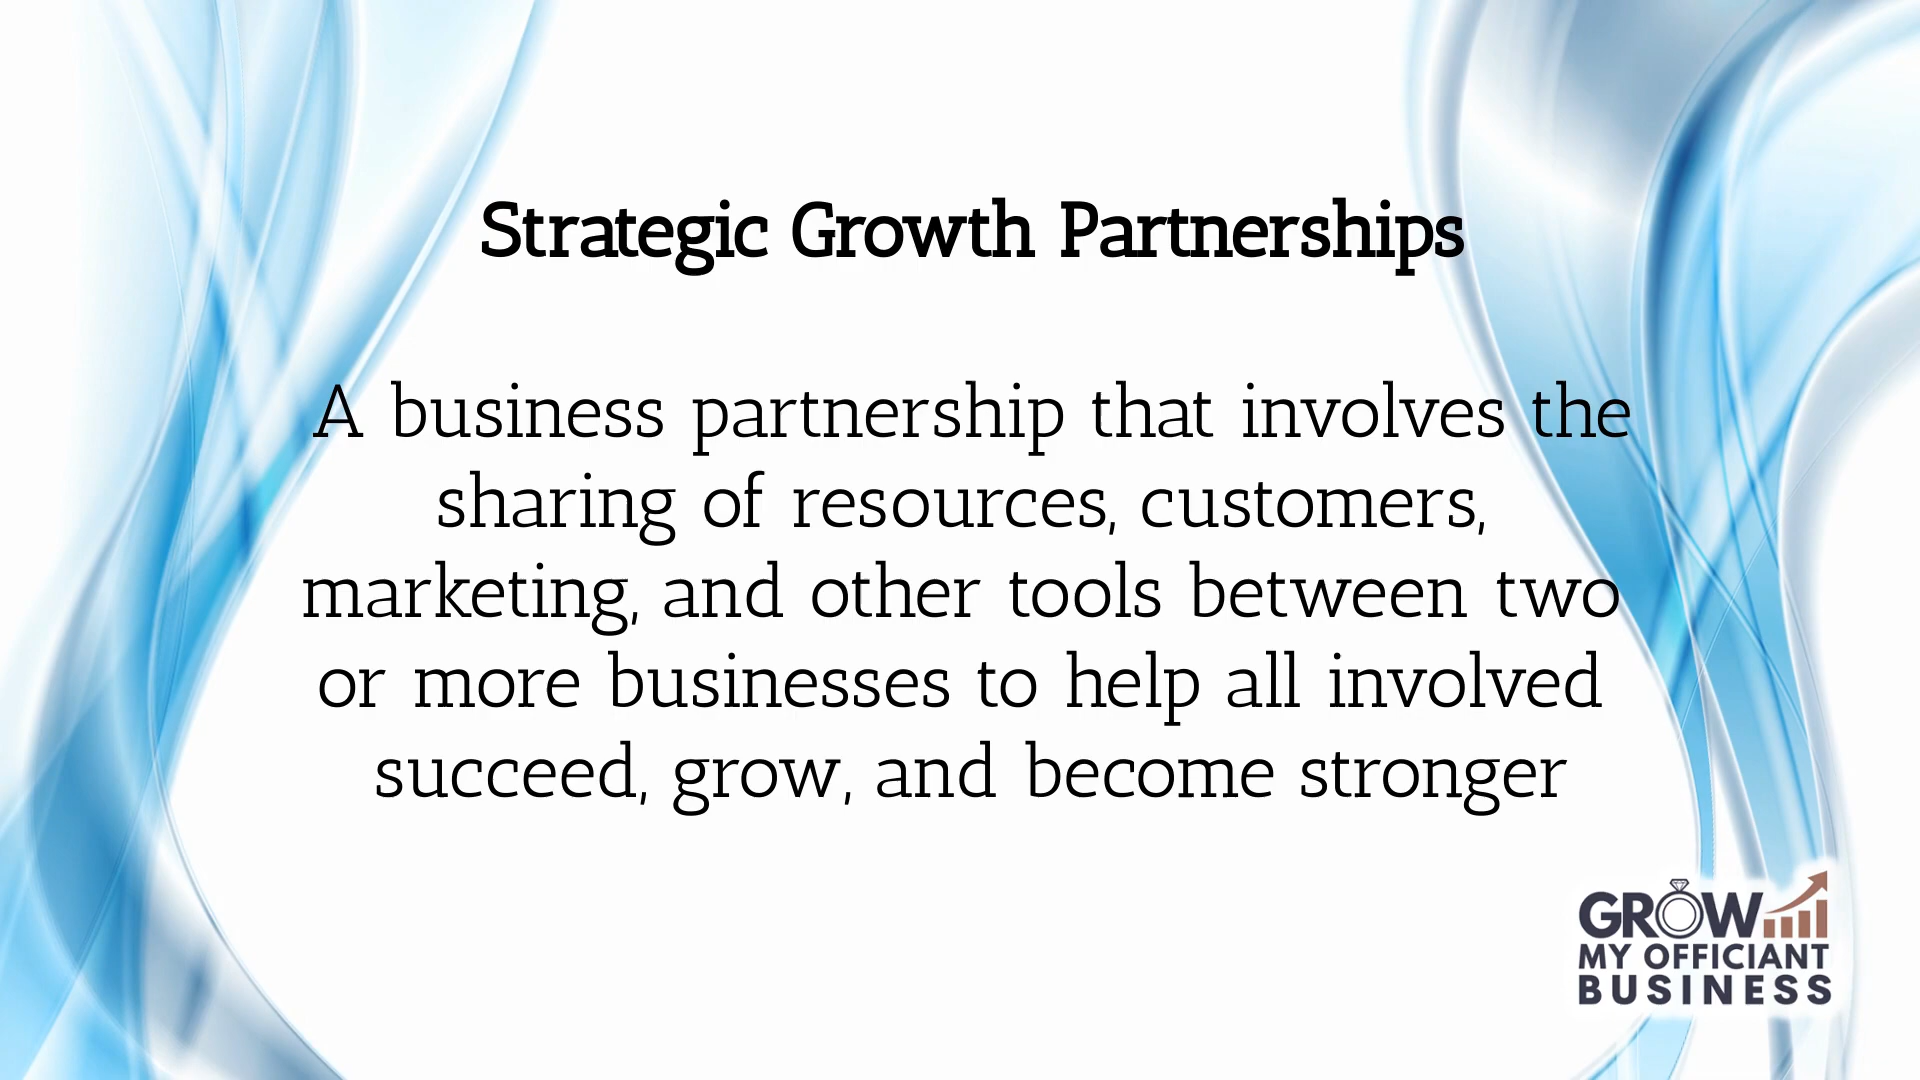 Strategic Growth Partnerships
A business partnership that involves the
sharing of resources, customers,
marketing, and other tools between two
or more businesses to help all involved
succeed, grow, and become stronger
GROW
MY OFFICIANT
BUSINESS